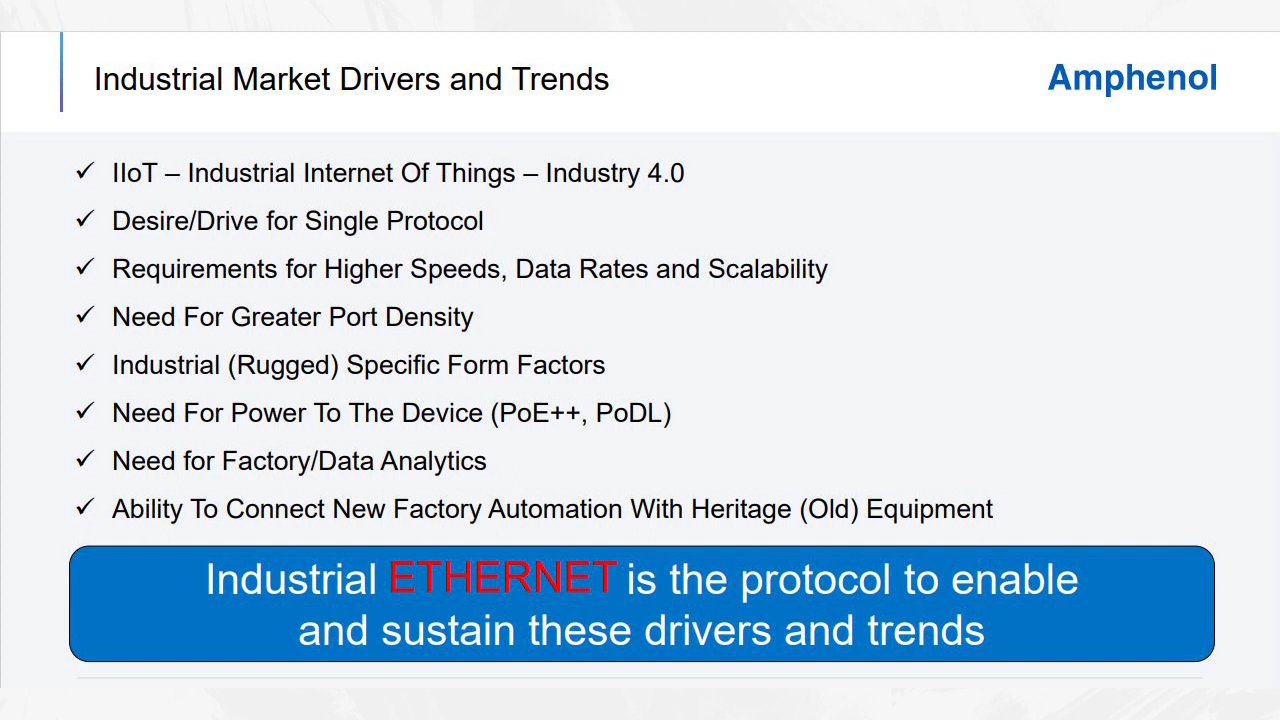 Industrial Market Drivers and Trends
Amphenol
✓ IIoT – Industrial Internet Of Things – Industry 4.0
✓ Desire/Drive for Single Protocol
✓ Requirements for Higher Speeds, Data Rates and Scalability
✓ Need For Greater Port Density
✓ Industrial (Rugged) Specific Form Factors
✓ Need For Power To The Device (PoE++, PoDL)
✓ Need for Factory/Data Analytics
✓ Ability To Connect New Factory Automation With Heritage (Old) Equipment
Industrial ETHERNET is the protocol to enable
and sustain these drivers and trends